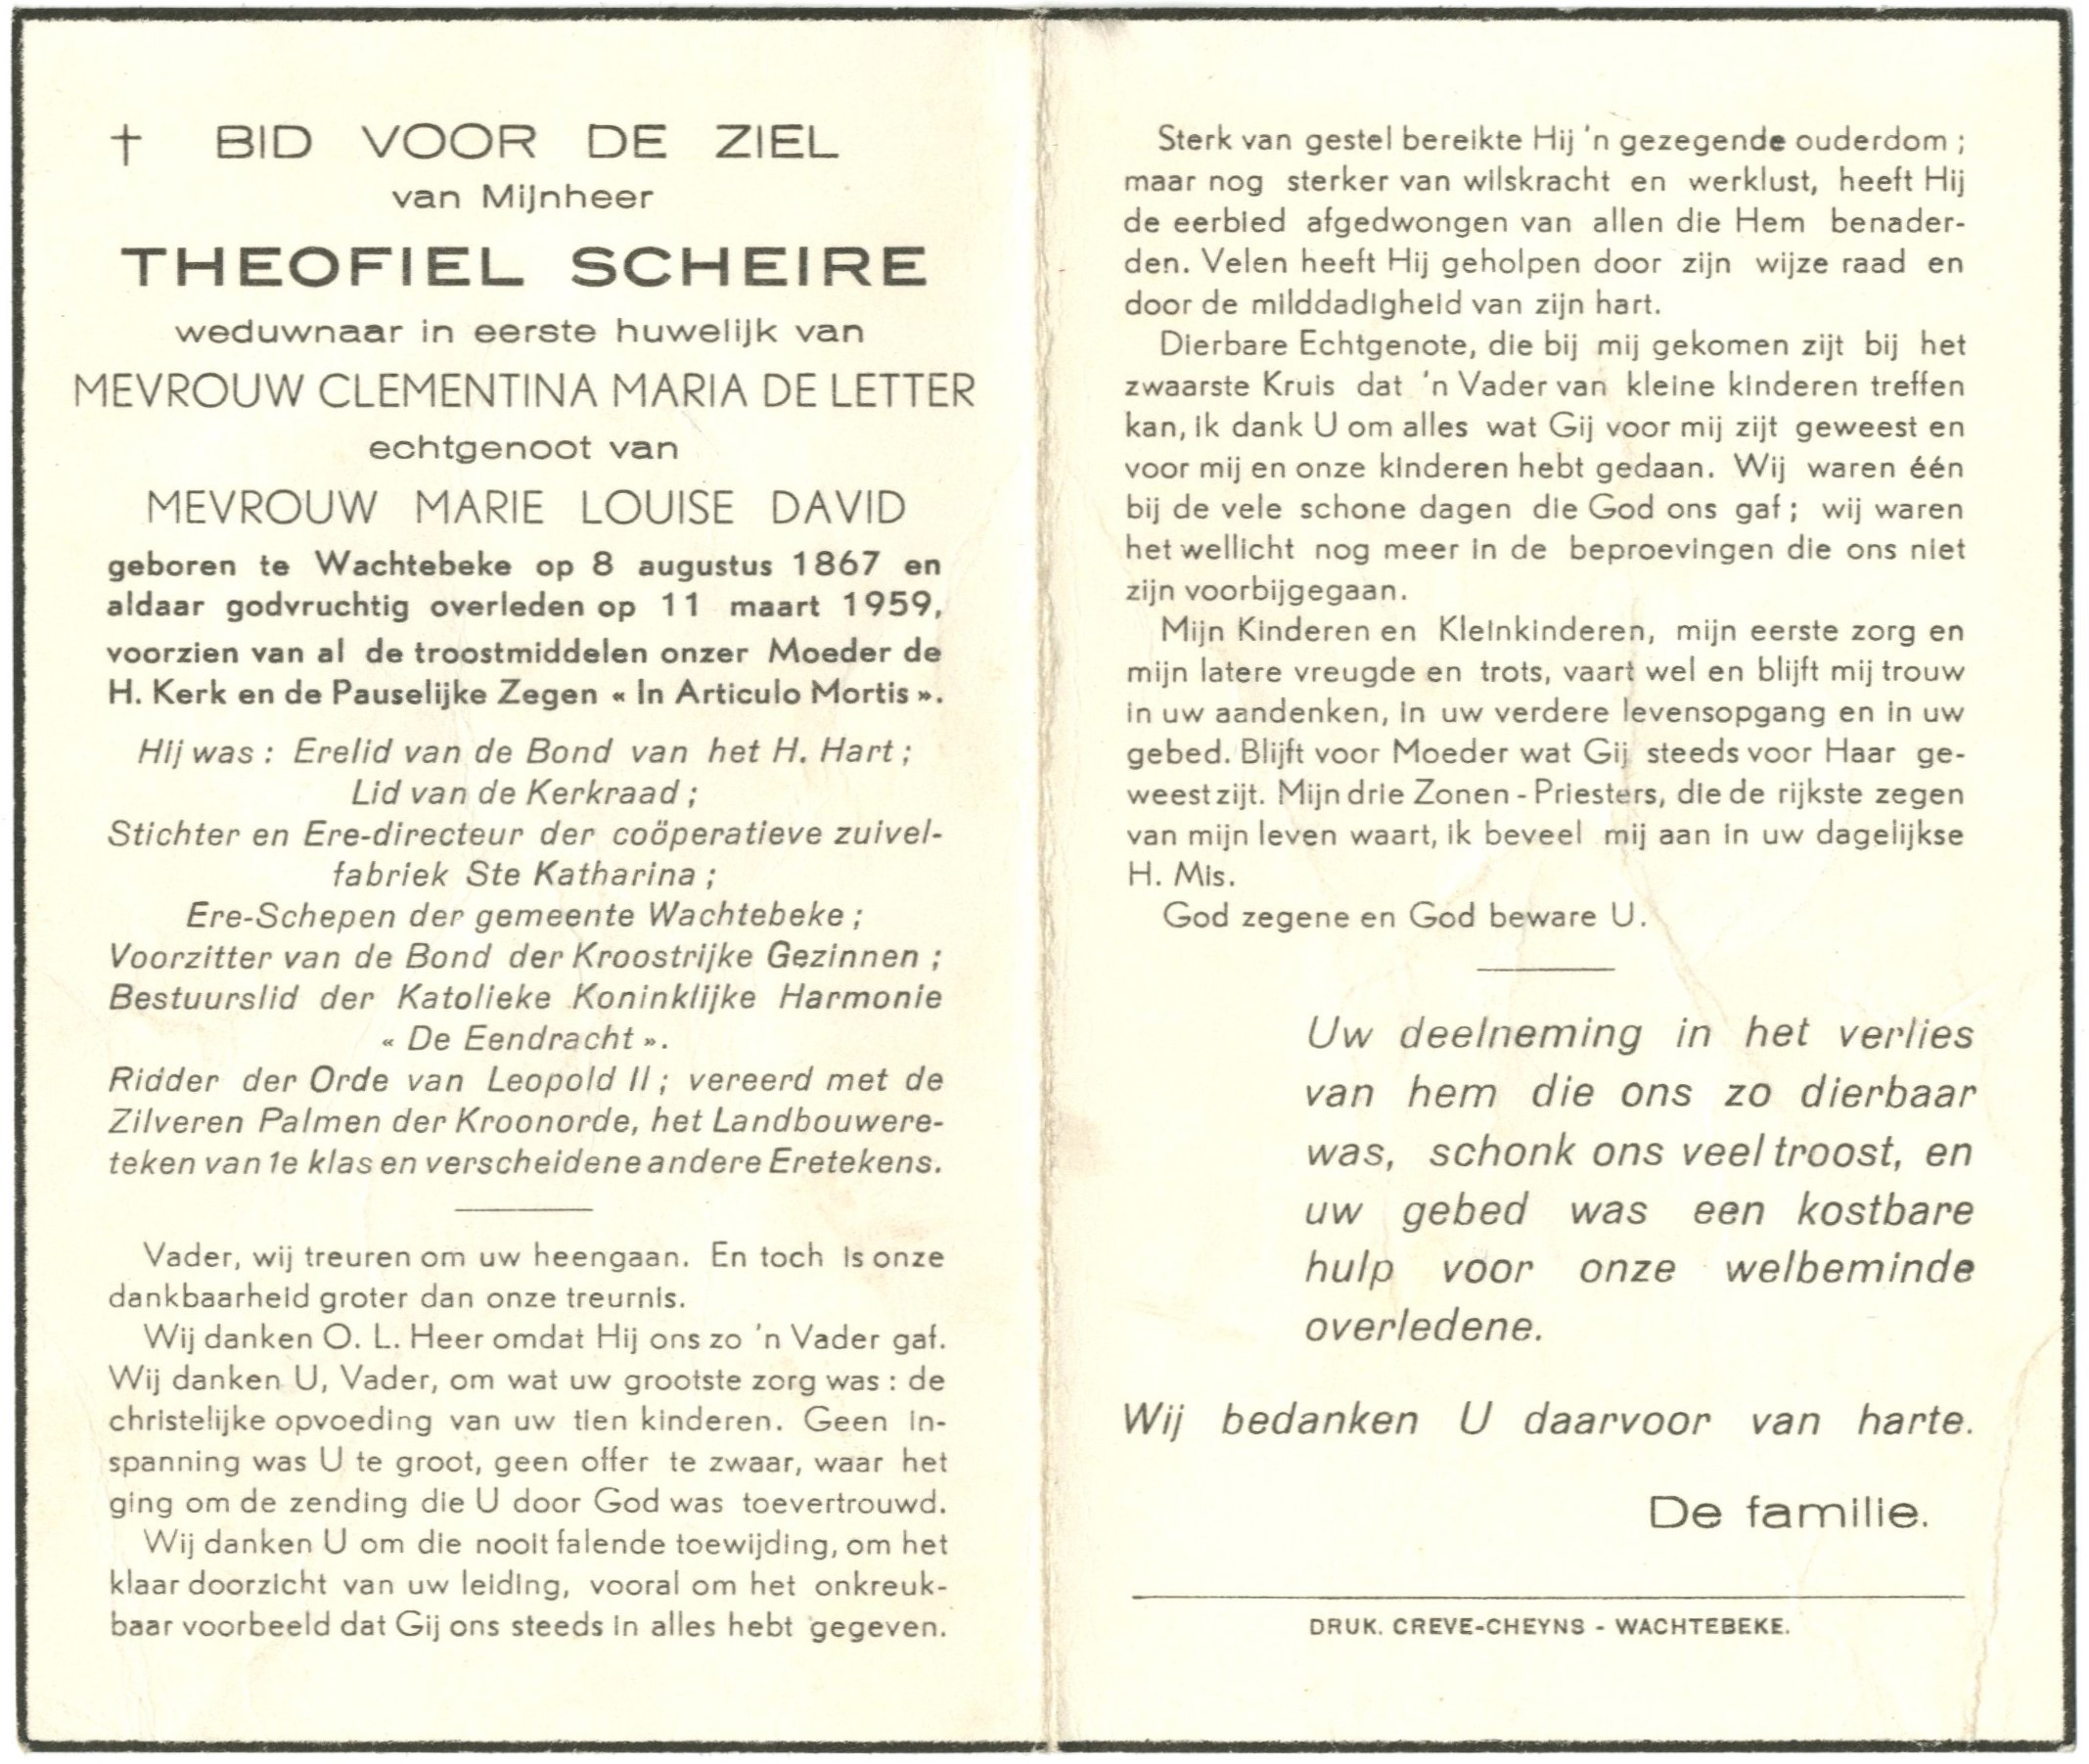 † BID VOOR DE ZIEL
van Mijnheer
THEOFIEL SCHEIRE
weduwnaar in eerste huwelijk van
MEVROUW CLEMENTINA MARIA DE LETTER
echtgenoot van
MEVROUW MARIE LOUISE DAVID
geboren te Wachtebeke op 8 augustus 1867 en
aldaar godvruchtig overleden op 11 maart 1959,
voorzien van al de troostmiddelen onzer Moeder de
H. Kerk en de Pauselijke Zegen « In Articulo Mortis ».
Hij was : Erelid van de Bond van het H. Hart ;
Lid van de Kerkraad ;
Stichter en Ere-directeur der coöperatieve zuivel-
fabriek Ste Katharina ;
Ere-Schepen der gemeente Wachtebeke ;
Voorzitter van de Bond der Kroostrijke Gezinnen ;
Bestuurslid der Katolieke Koninklijke Harmonie
« De Eendracht ».
Ridder der Orde van Leopold II ; vereerd met de
Zilveren Palmen der Kroonorde, het Landbouwere-
teken van 1e klas en verscheidene andere Eretekens.
Vader, wij treuren om uw heengaan. En toch is onze
dankbaarheid groter dan onze treurnis.
Wij danken O. L. Heer omdat Hij ons zo 'n Vader gaf.
Wij danken U, Vader, om wat uw grootste zorg was : de
christelijke opvoeding van uw tien kinderen. Geen in-
spanning was U te groot, geen offer te zwaar, waar het
ging om de zending die U door God was toevertrouwd.
Wij danken U om die nooit falende toewijding, om het
klaar doorzicht van uw leiding, vooral om het onkreuk-
baar voorbeeld dat Gij ons steeds in alles hebt gegeven.
Sterk van gestel bereikte Hij 'n gezegende ouderdom ;
maar nog sterker van wilskracht en werklust, heeft Hij
de eerbied afgedwongen van allen die Hem benader-
den. Velen heeft Hij geholpen door zijn wijze raad en
door de milddadigheid van zijn hart.
Dierbare Echtgenote, die bij mij gekomen zijt bij het
zwaarste Kruis dat 'n Vader van kleine kinderen treffen
kan, ik dank U om alles wat Gij voor mij zijt geweest en
voor mij en onze kinderen hebt gedaan. Wij waren één
bij de vele schone dagen die God ons gaf ; wij waren
het wellicht nog meer in de beproevingen die ons niet
zijn voorbijgegaan.
Mijn Kinderen en Kleinkinderen, mijn eerste zorg en
mijn latere vreugde en trots, vaart wel en blijft mij trouw
in uw aandenken, in uw verdere levensopgang en in uw
gebed. Blijft voor Moeder wat Gij steeds voor Haar ge-
weest zijt. Mijn drie Zonen - Priesters, die de rijkste zegen
van mijn leven waart, ik beveel mij aan in uw dagelijkse
H. Mis.
God zegene en God beware U.
Uw deelneming in het verlies
van hem die ons zo dierbaar
was, schonk ons veel troost, en
uw gebed was een kostbare
hulp voor onze welbeminde
overledene.
Wij bedanken U daarvoor van harte.
De familie.
DRUK. CREVE-CHEYNS - WACHTEBEKE.